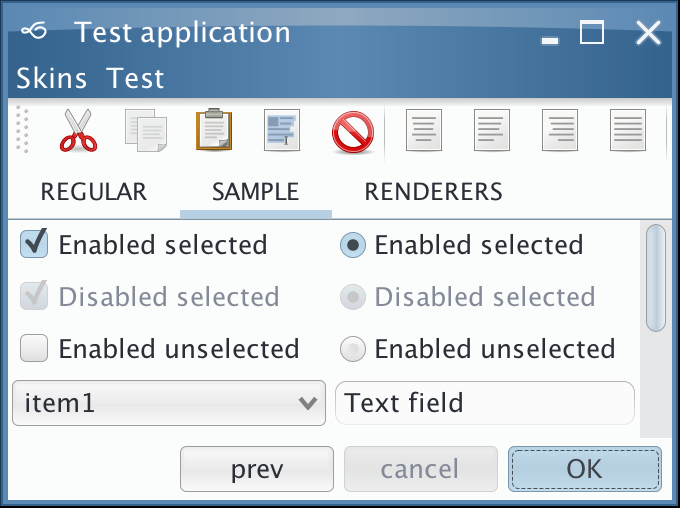 Test application
Skins Test
REGULAR SAMPLE RENDERERS
Enabled selected Enabled selected
Disabled selected Disabled selected
Enabled unselected Enabled unselected
item1 Text field
prev cancel OK